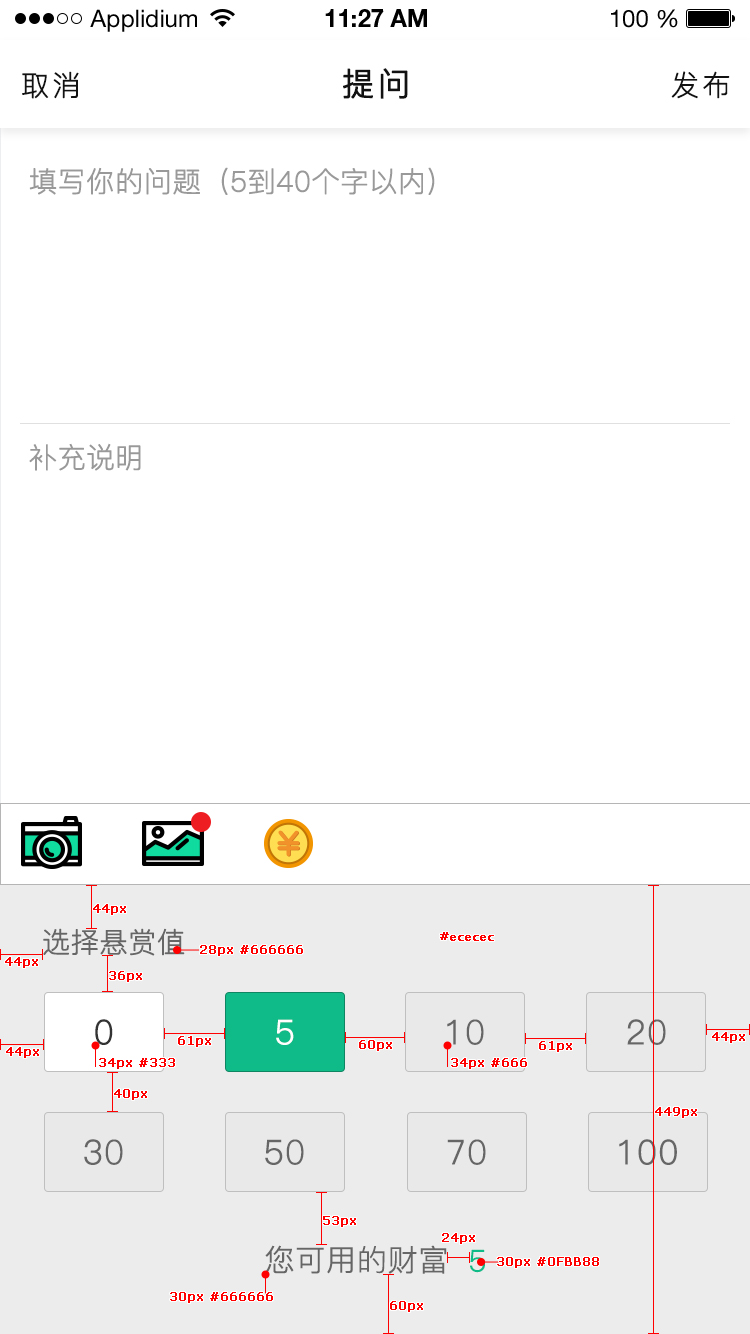 Applidium 11:27 AM 100 %
取消 提问 发布
填写你的问题（5到40个字以内）
补充说明
44px
选择悬赏值 28px #666666 #ececec
44px
36px
0 5 10 20
44px 61px 60px 61px 44px
34px #333 34px #666
40px
449px
30 50 70 100
53px
24px
您可用的财富 5 30px #0FBB88
30px #666666
60px